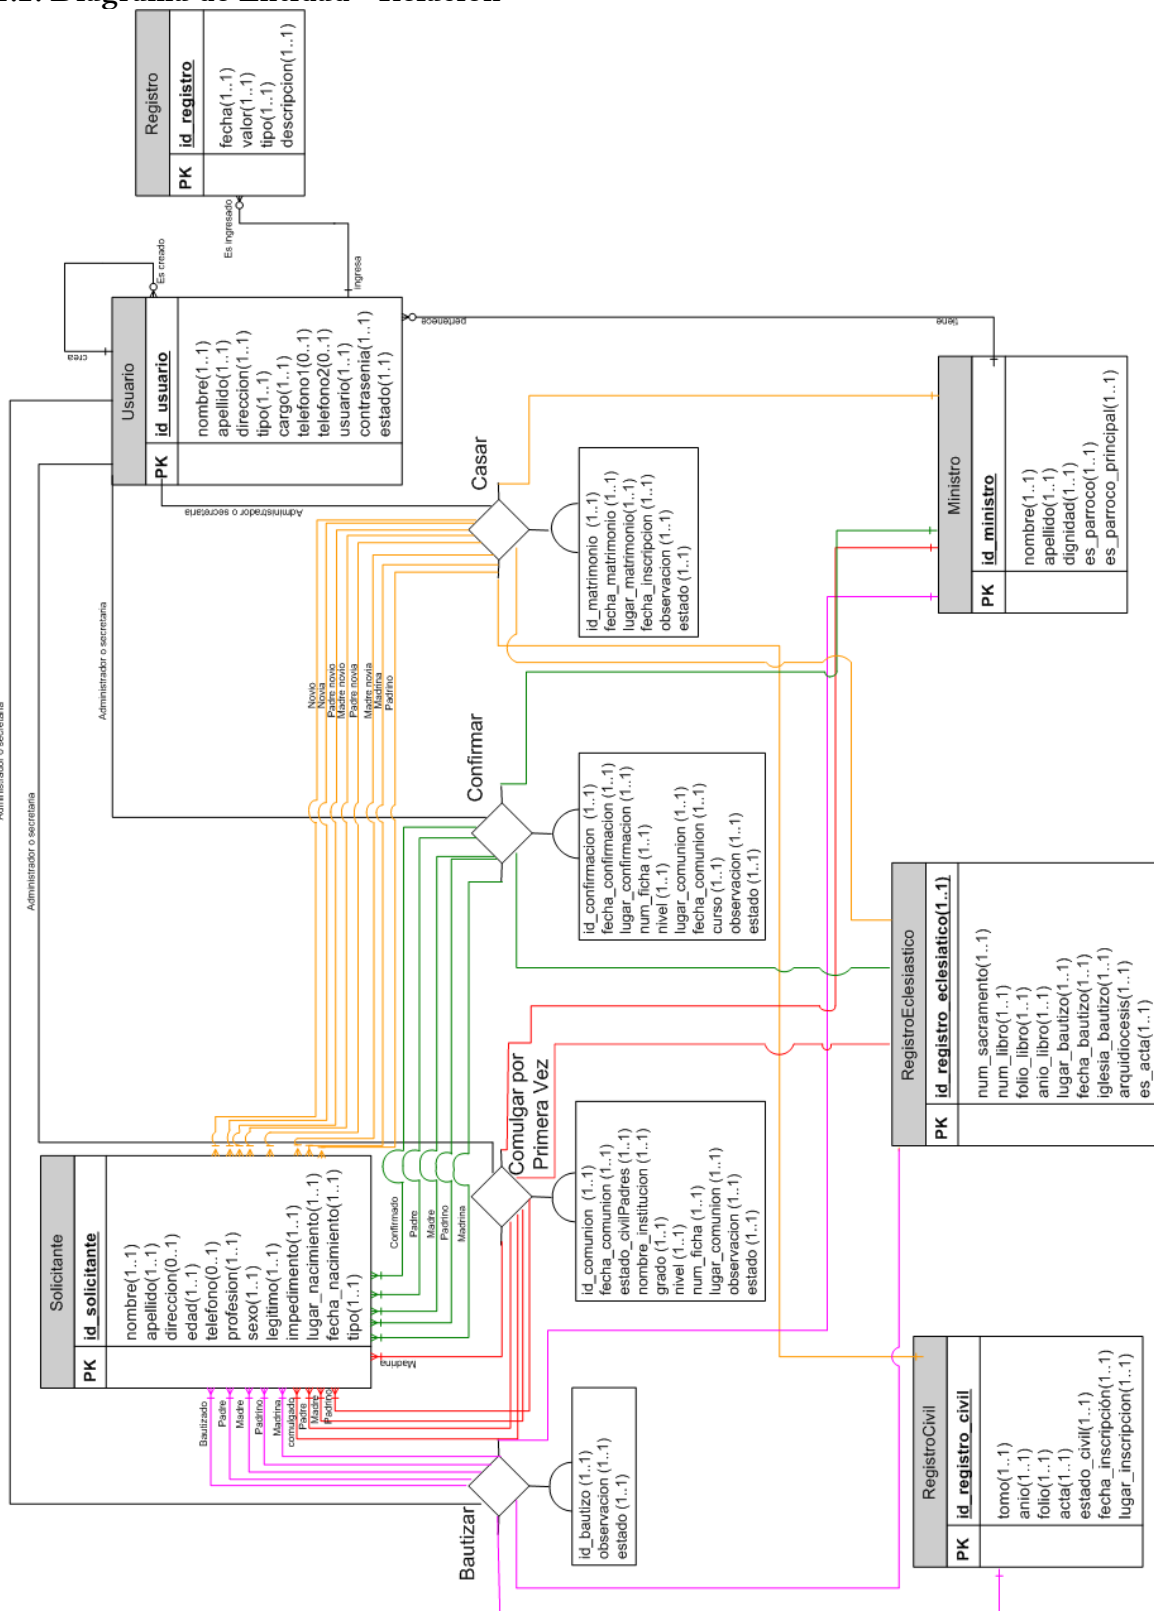 Registro
PK
id_registro
fecha(1..1)
valor(1..1)
tipo(1..1)
descripcion(1..1)
Es ingresado
ingresa
Es creado
crea
Usuario
PK
id_usuario
nombre(1..1)
apellido(1..1)
direccion(1..1)
tipo(1..1)
cargo(1..1)
telefono1(0..1)
telefono2(0..1)
usuario(1..1)
contrasenia(1..1)
estado(1.1)
pertenece
tiene
Administrador o secretaria
Administrador o secretaria
Administrador o secretaria
Administrador o secretaria
Ministro
PK
id_ministro
nombre(1..1)
apellido(1..1)
dignidad(1..1)
es_parroco(1..1)
es_parroco_principal(1..1)
Casar
id_matrimonio (1..1)
fecha_matrimonio (1..1)
lugar_matrimonio(1..1)
fecha_inscripcion (1..1)
observacion (1..1)
estado (1..1)
Novio
Novia
Padre novio
Madre novio
Padre novia
Madre novia
Madrina
Padrino
Confirmar
id_confirmacion (1..1)
fecha_confirmacion (1..1)
lugar_confirmacion (1..1)
num_ficha (1..1)
nivel (1..1)
lugar_comunion (1..1)
fecha_comunion (1..1)
curso (1..1)
observacion (1..1)
estado (1..1)
RegistroEclesiastico
PK
id_registro_eclesiatico(1..1)
num_sacramento(1..1)
num_libro(1..1)
folio_libro(1..1)
anio_libro(1..1)
lugar_bautizo(1..1)
fecha_bautizo(1..1)
iglesia_bautizo(1..1)
arquidiocesis(1..1)
es_acta(1..1)
Comulgar por
Primera Vez
id_comunion (1..1)
fecha_comunion (1..1)
estado_civilPadres (1..1)
nombre_institucion (1..1)
grado (1..1)
nivel (1..1)
num_ficha (1..1)
lugar_comunion (1..1)
observacion (1..1)
estado (1..1)
Solicitante
PK
id_solicitante
nombre(1..1)
apellido(1..1)
direccion(0..1)
edad(1..1)
telefono(0..1)
profesion(1..1)
sexo(1..1)
legitimo(1..1)
impedimento(1..1)
lugar_nacimiento(1..1)
fecha_nacimiento(1..1)
tipo(1..1)
Confirmado
Padre
Madre
Padrino
Madrina
Madrina
Bautizado
Padre
Madre
Padrino
Madrina
comulgado
Padre
Madre
Padrino
Bautizar
id_bautizo (1..1)
observacion (1..1)
estado (1..1)
RegistroCivil
PK
id_registro_civil
tomo(1..1)
anio(1..1)
folio(1..1)
acta(1..1)
estado_civil(1..1)
fecha_inscripción(1..1)
lugar_inscripcion(1..1)